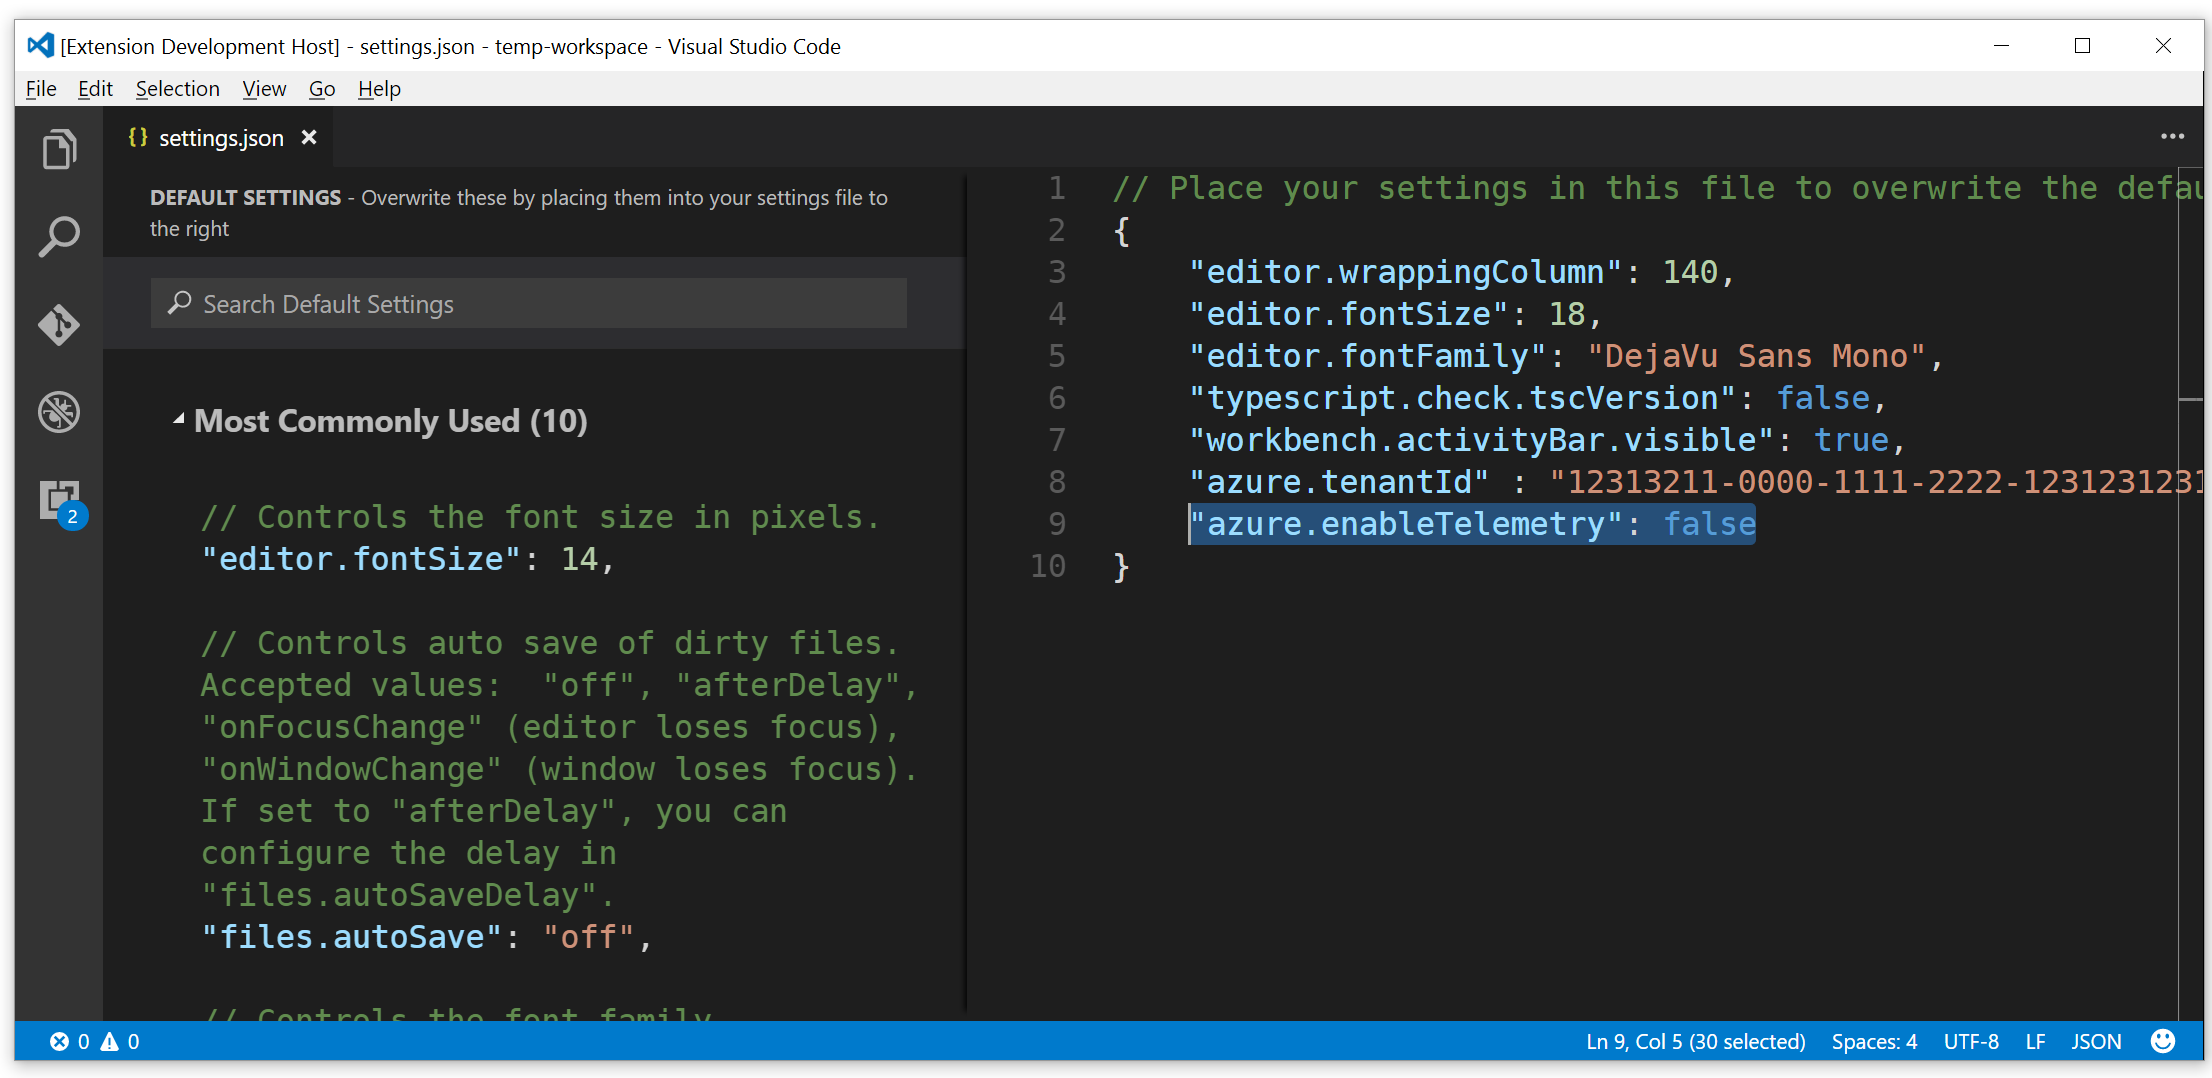 [Extension Development Host] - settings.json - temp-workspace - Visual Studio Code
File Edit Selection View Go Help
{} settings.json
DEFAULT SETTINGS - Overwrite these by placing them into your settings file to
the right
Search Default Settings
Most Commonly Used (10)
// Controls the font size in pixels.
"editor.fontSize": 14,
// Controls auto save of dirty files.
Accepted values:  "off", "afterDelay",
"onFocusChange" (editor loses focus),
"onWindowChange" (window loses focus).
If set to "afterDelay", you can
configure the delay in
"files.autoSaveDelay".
"files.autoSave": "off",
// Controls the font family
1 // Place your settings in this file to overwrite the defau
2 {
3 "editor.wrappingColumn": 140,
4 "editor.fontSize": 18,
5 "editor.fontFamily": "DejaVu Sans Mono",
6 "typescript.check.tscVersion": false,
7 "workbench.activityBar.visible": true,
8 "azure.tenantId" : "12313211-0000-1111-2222-1231231231
9 "azure.enableTelemetry": false
10 }
2
0 0
Ln 9, Col 5 (30 selected) Spaces: 4 UTF-8 LF JSON